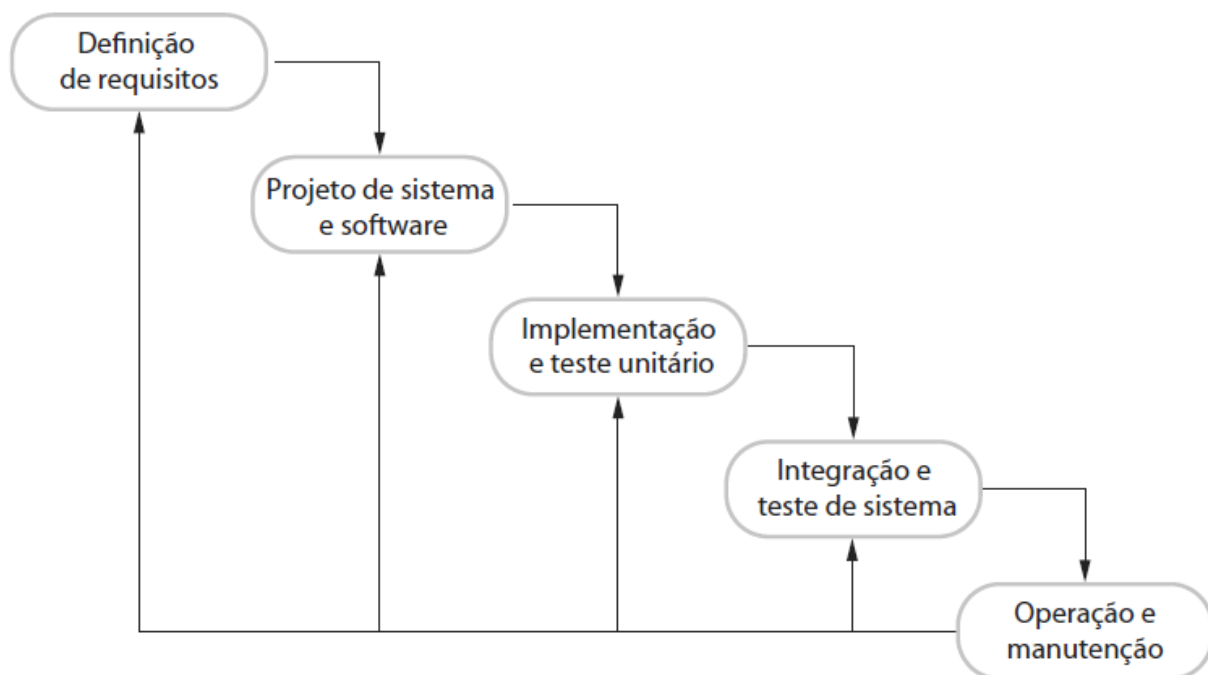 Definição
de requisitos
Projeto de sistema
e software
Implementação
e teste unitário
Integração e
teste de sistema
Operação e
manutenção